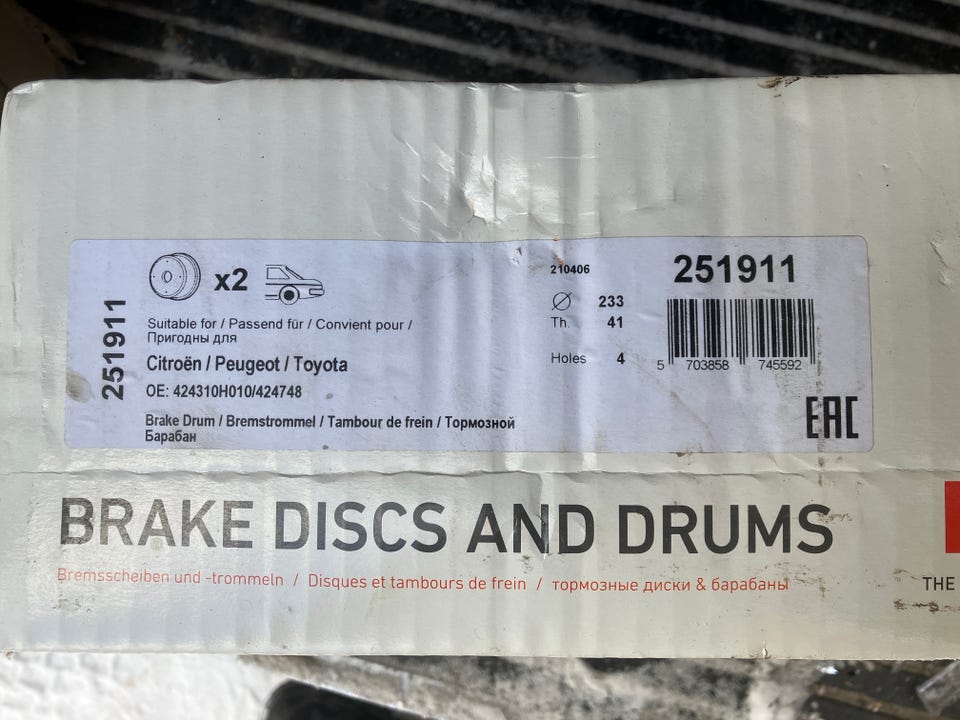 251911
x2
Suitable for / Passend für / Convient pour /
Пригодны для
Citroën / Peugeot / Toyota
OE: 424310H010/424748
Brake Drum / Bremstrommel / Tambour de frein / Тормозной
Барабан
210406
Ø 233
Th. 41
Holes 4
251911
5 703858 745592
EAC
BRAKE DISCS AND DRUMS
Bremsscheiben und -trommeln / Disques et tambours de frein / тормозные диски & барабаны
THE